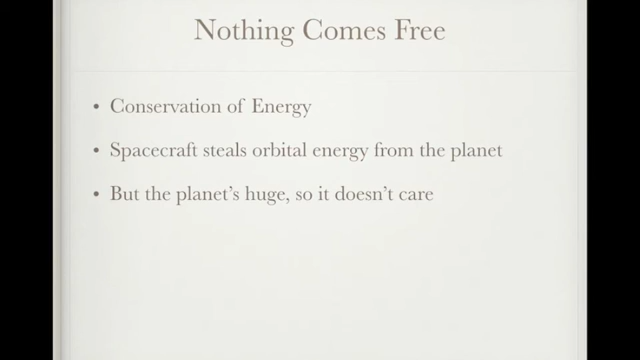 Nothing Comes Free
• Conservation of Energy
• Spacecraft steals orbital energy from the planet
• But the planet’s huge, so it doesn’t care